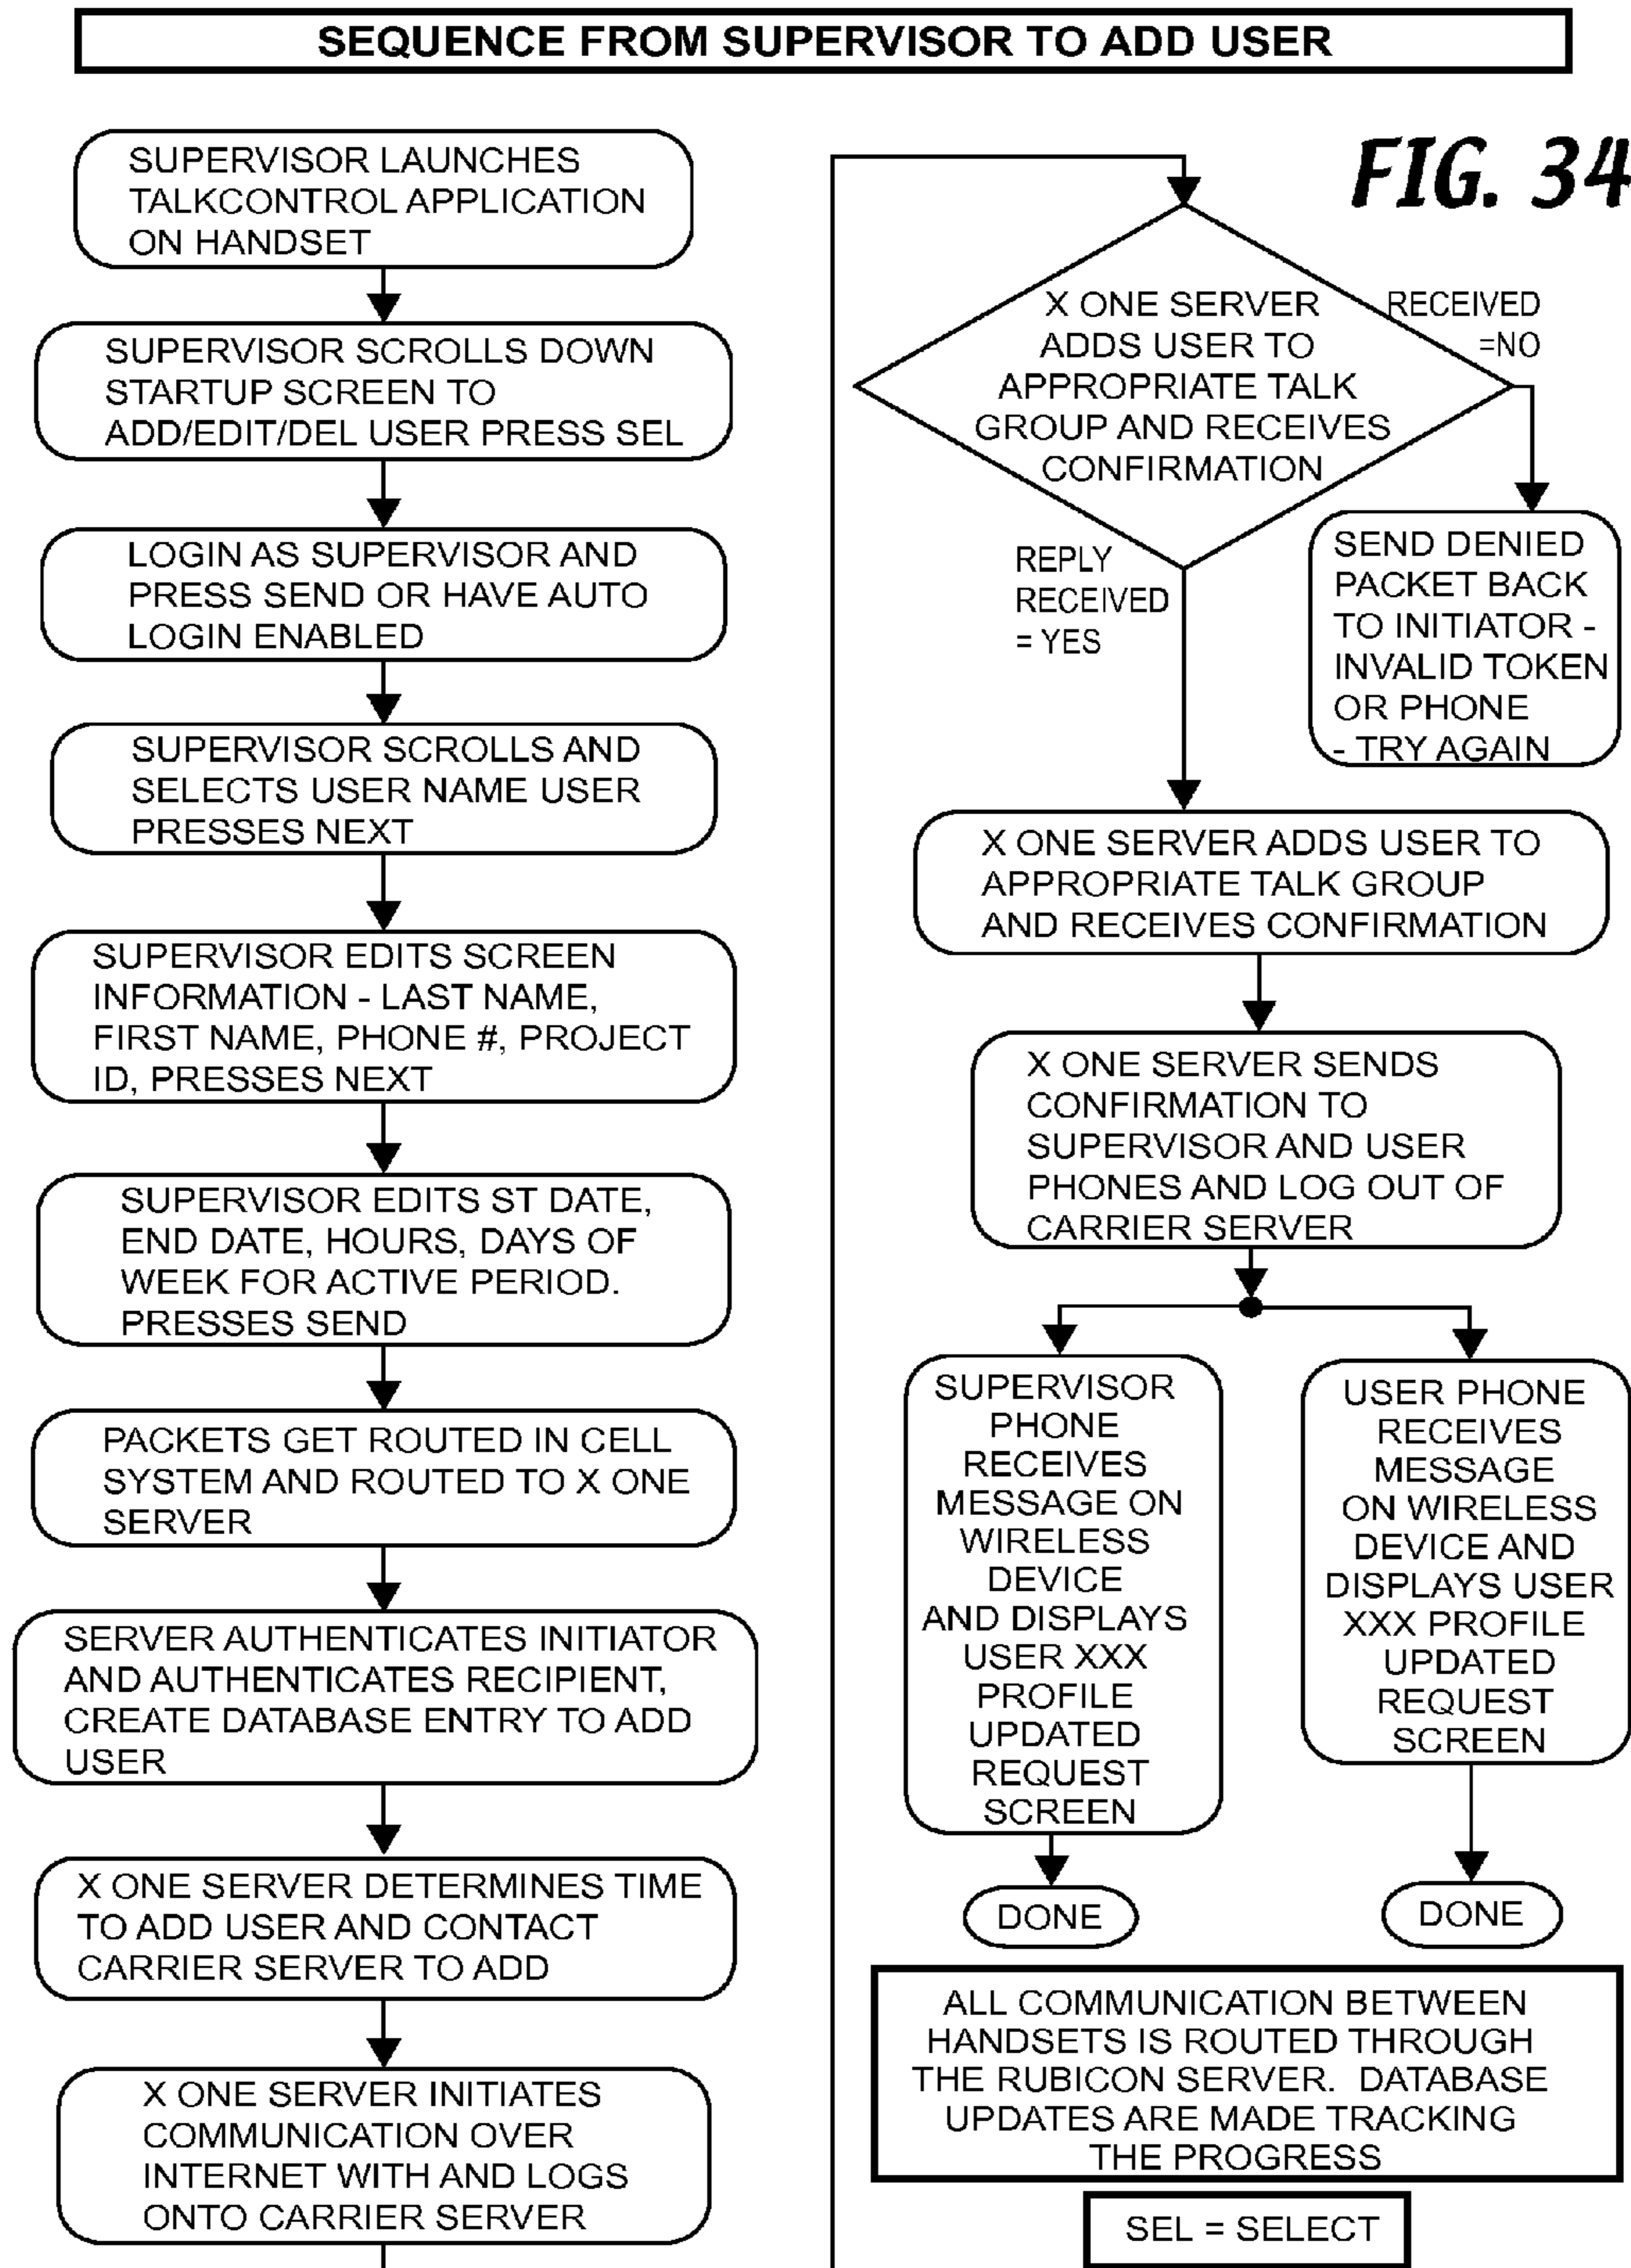 SEQUENCE FROM SUPERVISOR TO ADD USER
FIG. 34
SUPERVISOR LAUNCHES
TALKCONTROL APPLICATION
ON HANDSET
SUPERVISOR SCROLLS DOWN
STARTUP SCREEN TO
ADD/EDIT/DEL USER PRESS SEL
LOGIN AS SUPERVISOR AND
PRESS SEND OR HAVE AUTO
LOGIN ENABLED
SUPERVISOR SCROLLS AND
SELECTS USER NAME USER
PRESSES NEXT
SUPERVISOR EDITS SCREEN
INFORMATION - LAST NAME,
FIRST NAME, PHONE #, PROJECT
ID, PRESSES NEXT
SUPERVISOR EDITS ST DATE,
END DATE, HOURS, DAYS OF
WEEK FOR ACTIVE PERIOD.
PRESSES SEND
PACKETS GET ROUTED IN CELL
SYSTEM AND ROUTED TO X ONE
SERVER
SERVER AUTHENTICATES INITIATOR
AND AUTHENTICATES RECIPIENT,
CREATE DATABASE ENTRY TO ADD
USER
X ONE SERVER DETERMINES TIME
TO ADD USER AND CONTACT
CARRIER SERVER TO ADD
X ONE SERVER INITIATES
COMMUNICATION OVER
INTERNET WITH AND LOGS
ONTO CARRIER SERVER
X ONE SERVER
ADDS USER TO
APPROPRIATE TALK
GROUP AND RECEIVES
CONFIRMATION
RECEIVED
=NO
REPLY
RECEIVED
= YES
SEND DENIED
PACKET BACK
TO INITIATOR -
INVALID TOKEN
OR PHONE
- TRY AGAIN
X ONE SERVER ADDS USER TO
APPROPRIATE TALK GROUP
AND RECEIVES CONFIRMATION
X ONE SERVER SENDS
CONFIRMATION TO
SUPERVISOR AND USER
PHONES AND LOG OUT OF
CARRIER SERVER
SUPERVISOR
PHONE
RECEIVES
MESSAGE ON
WIRELESS
DEVICE
AND DISPLAYS
USER XXX
PROFILE
UPDATED
REQUEST
SCREEN
DONE
USER PHONE
RECEIVES
MESSAGE
ON WIRELESS
DEVICE AND
DISPLAYS USER
XXX PROFILE
UPDATED
REQUEST
SCREEN
DONE
ALL COMMUNICATION BETWEEN
HANDSETS IS ROUTED THROUGH
THE RUBICON SERVER. DATABASE
UPDATES ARE MADE TRACKING
THE PROGRESS
SEL = SELECT